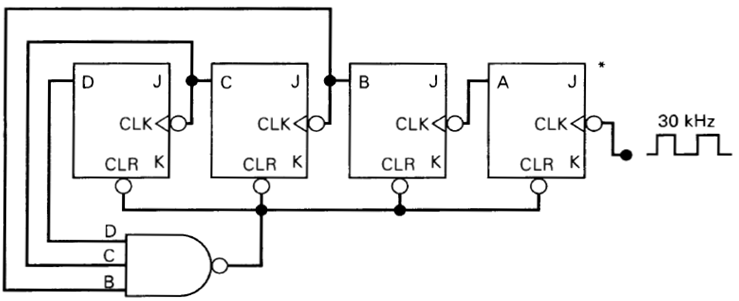 D J C J B J A J *
CLK CLK CLK CLK 30 kHz
CLR K CLR K CLR K CLR K
D
C
B